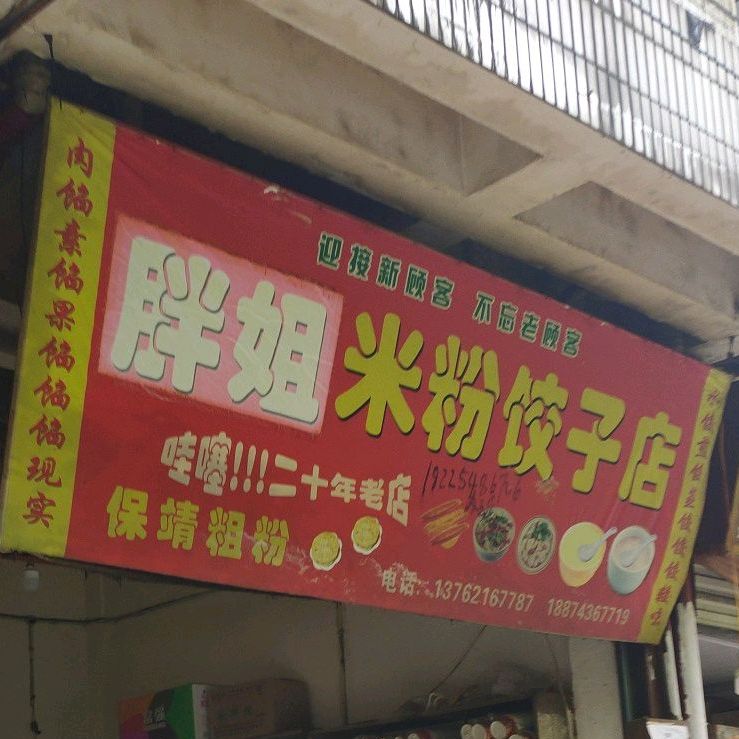 肉馅素馅果馅馅馅现实
迎接新顾客 不忘老顾客
胖姐 米粉饺子店
哇噻!!!二十年老店
保靖粗粉
电话: 13762167787 18874367719